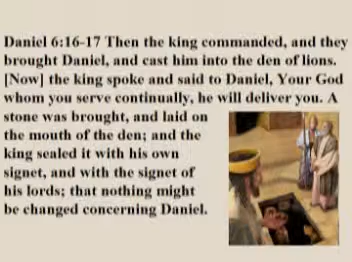 Daniel 6:16-17 Then the king commanded, and they
brought Daniel, and cast him into the den of lions.
[Now] the king spoke and said to Daniel, Your God
whom you serve continually, he will deliver you. A
stone was brought, and laid on
the mouth of the den; and the
king sealed it with his own
signet, and with the signet of
his lords; that nothing might
be changed concerning Daniel.